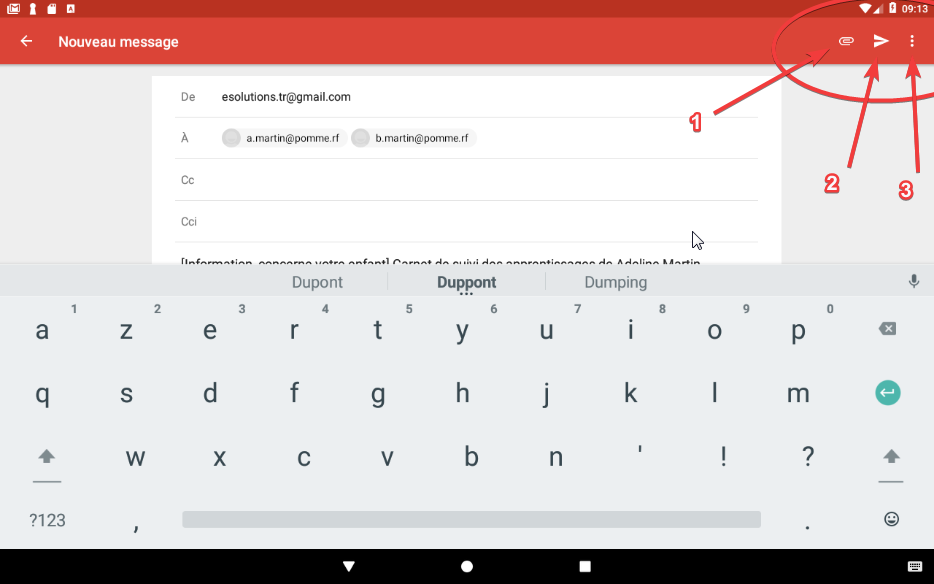 09:13
Nouveau message
De esolutions.tr@gmail.com
1
À a.martin@pomme.rf b.martin@pomme.rf
Cc
2
3
Cci
[Information concerne votre enfant] Carnet de suivi des apprentissages de Adeline Martin
Dupont Duppont Dumping
1 2 3 4 5 6 7 8 9 0
a z e r t y u i o p
q s d f g h j k l m
w x c v b n ' ! ?
?123 , .